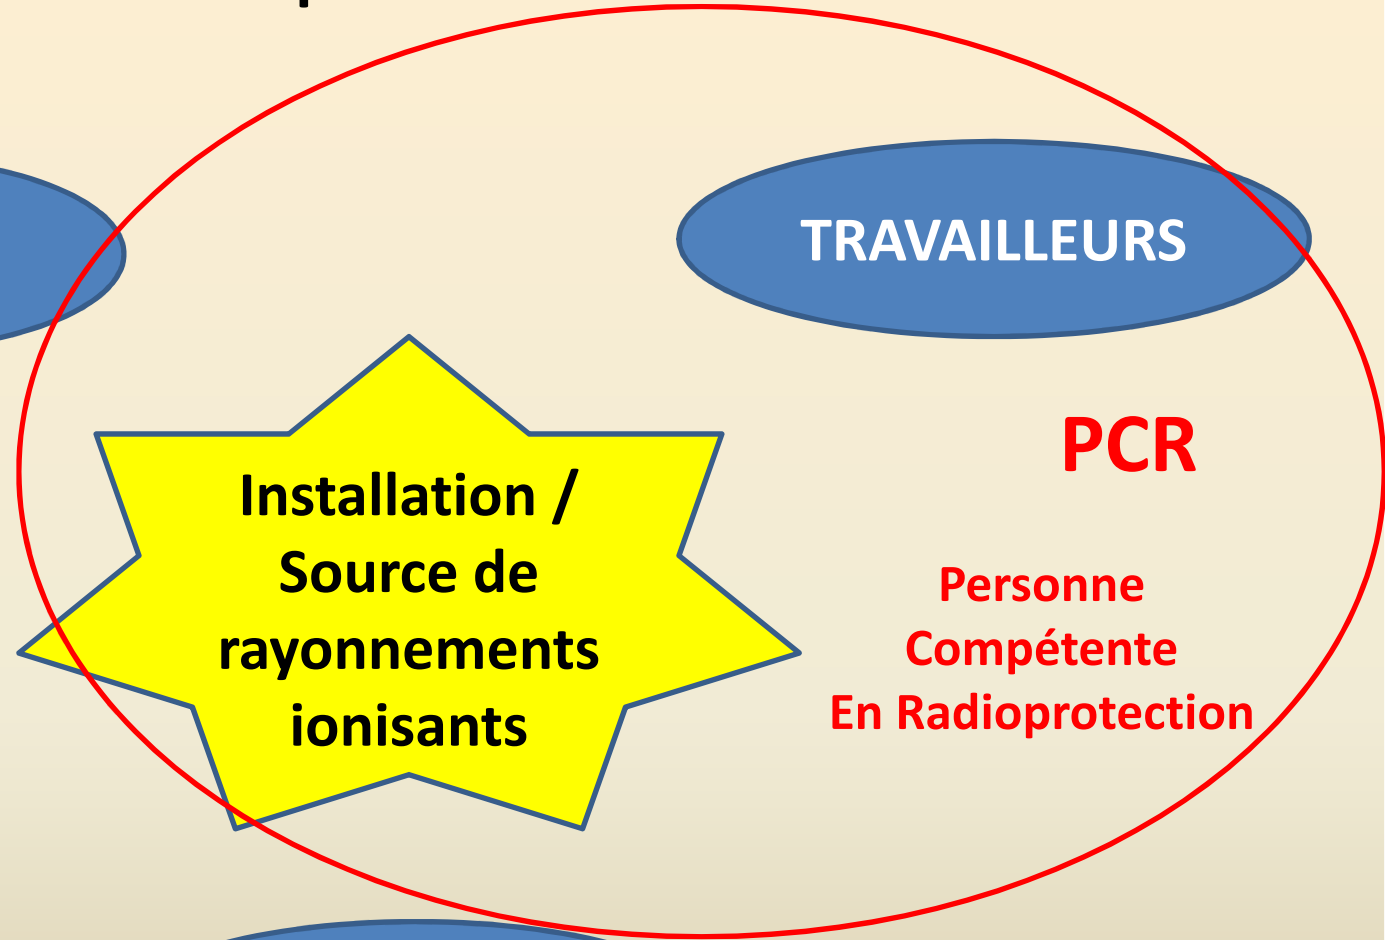 TRAVAILLEURS
PCR
Installation /
Source de
rayonnements
ionisants
Personne
Compétente
En Radioprotection